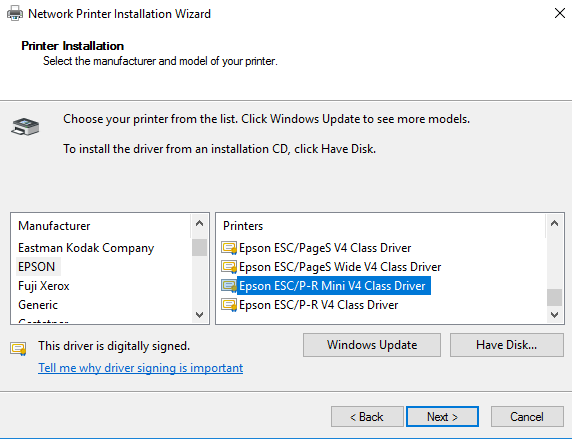 Network Printer Installation Wizard
Printer Installation
Select the manufacturer and model of your printer.
Choose your printer from the list. Click Windows Update to see more models.
To install the driver from an installation CD, click Have Disk.
Manufacturer
Eastman Kodak Company
EPSON
Fuji Xerox
Generic
Printers
Epson ESC/PageS V4 Class Driver
Epson ESC/PageS Wide V4 Class Driver
Epson ESC/P-R Mini V4 Class Driver
Epson ESC/P-R V4 Class Driver
This driver is digitally signed.
Tell me why driver signing is important
Windows Update
Have Disk...
< Back
Next >
Cancel